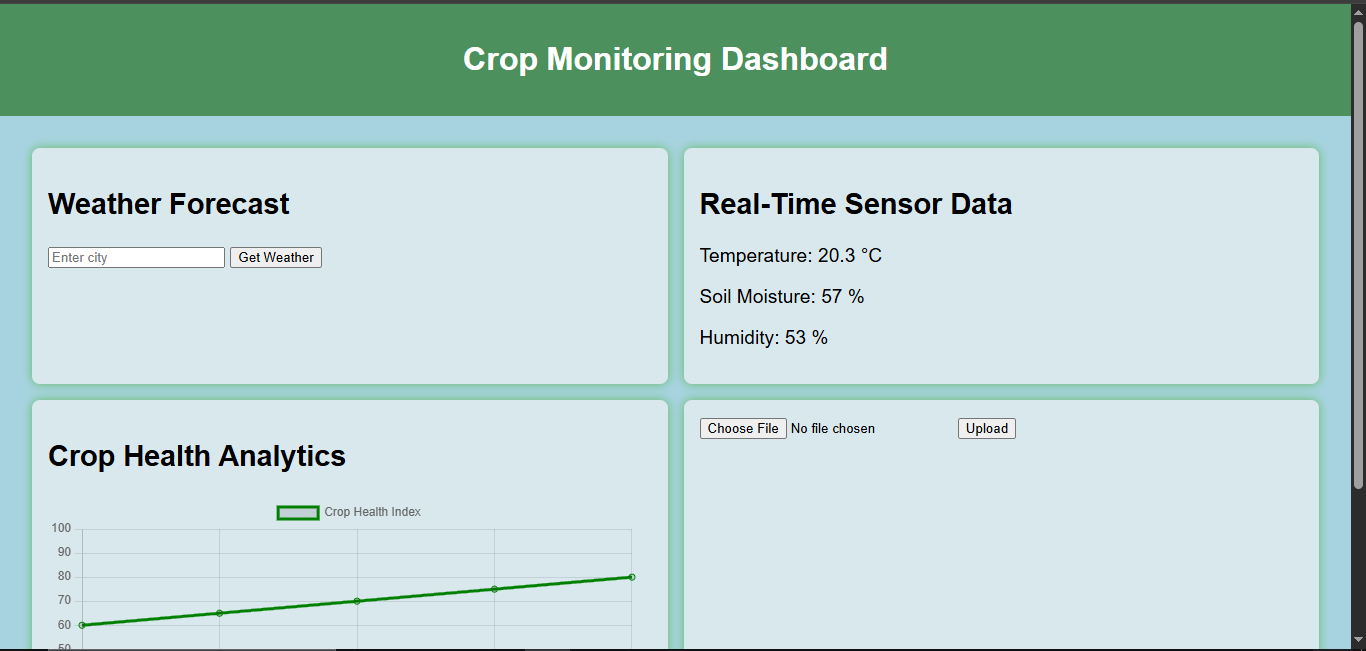 Crop Monitoring Dashboard
Weather Forecast
Enter city Get Weather
Real-Time Sensor Data
Temperature: 20.3 °C
Soil Moisture: 57 %
Humidity: 53 %
Crop Health Analytics
Crop Health Index
100
90
80
70
60
50
Choose File No file chosen Upload